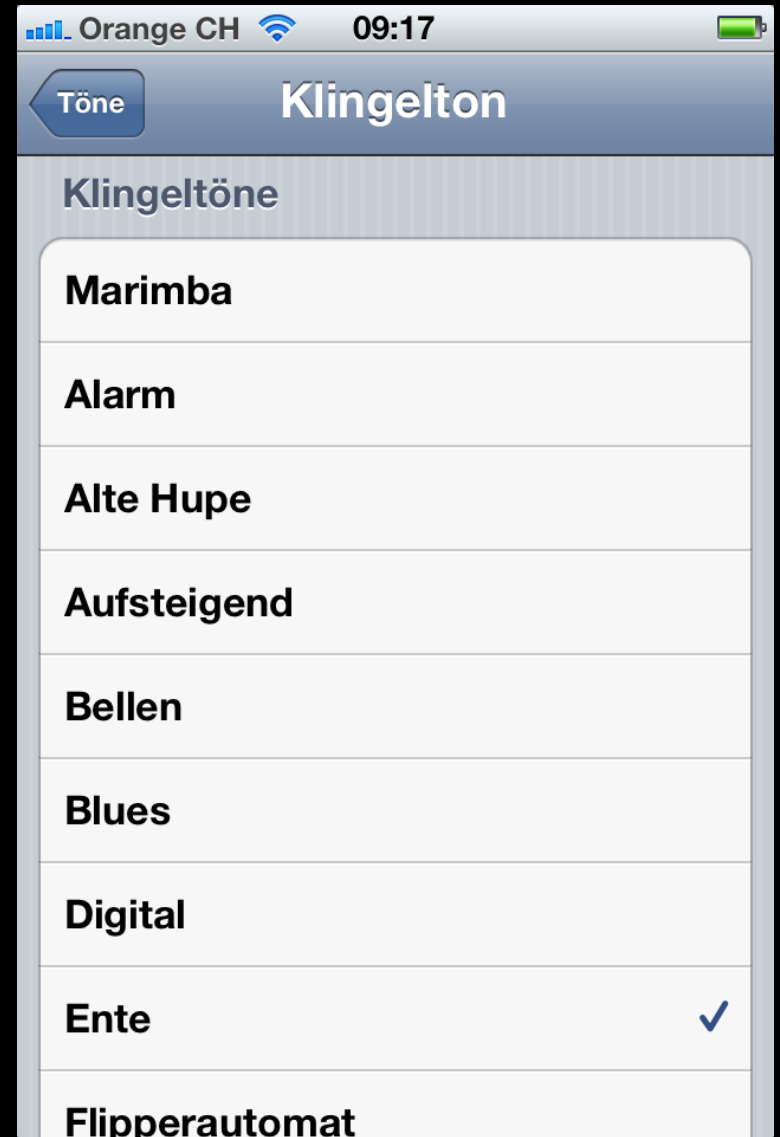 Orange CH 09:17
Töne Klingelton
Klingeltöne
Marimba
Alarm
Alte Hupe
Aufsteigend
Bellen
Blues
Digital
Ente
Flipperautomat